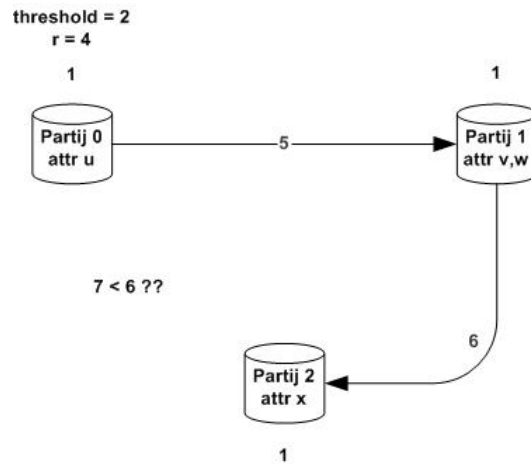 threshold = 2
r = 4
1
1
Partij 0
attr u
5
Partij 1
attr v,w
7 < 6 ??
6
Partij 2
attr x
1